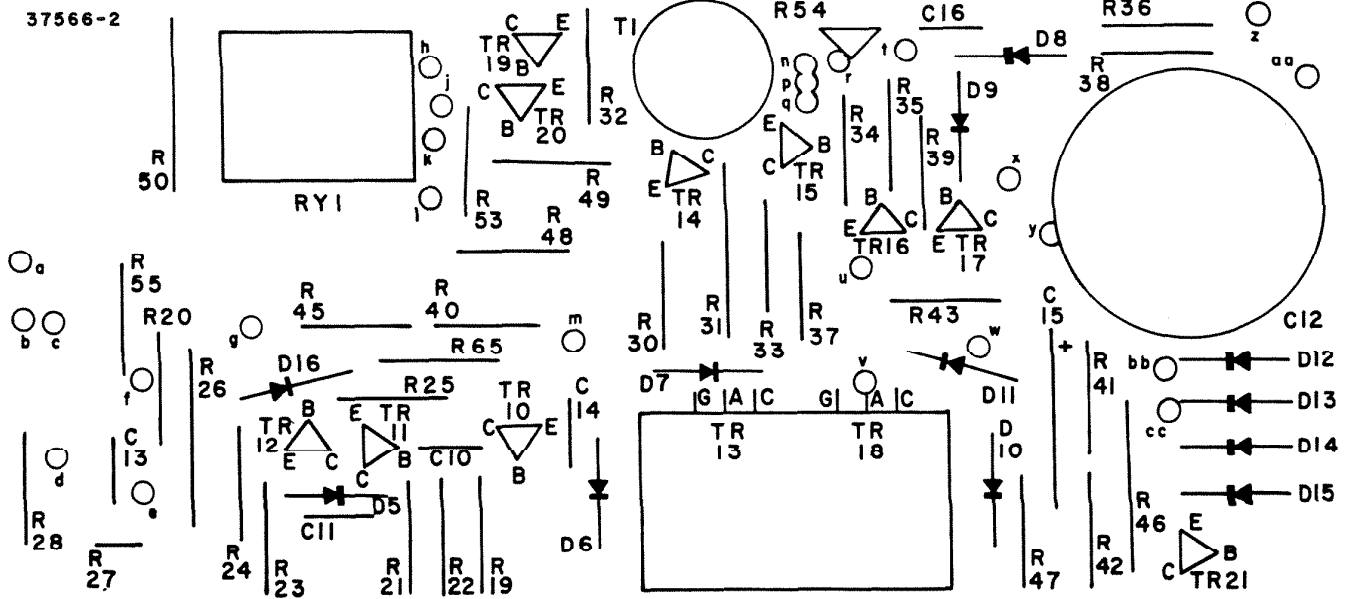 37566-2
R 50
RY1
h
j
k
l
C E
TR 19
B
C E
B TR 20
R 32
R 49
R 53
R 48
T1
B C
E TR 14
n
p
q
E
B
C TR 15
R54
r
t
C16
R 34
R 35
R 39
D9
D8
R36
R 38
z
aa
x
y
B
E C
TR16
B
C
E TR 17
u
C12
a
b c
d
R 55
R20
f
g
R 45
R 40
R65
m
R 30
R 31
R 33
R 37
R43
w
C 15
+
R 41
bb
cc
D12
D13
D14
D15
R 26
D16
R25
TR 12
B
E C
E TR 11
B
C
C10
TR 10
C E
B
C 14
D7
G A C
TR 13
v
G A C
TR 18
D11
D 10
C 13
e
R 28
R 27
R 24
R 23
C11
D5
R 21
R 22
R 19
D6
R 47
R 42
R 46
E
B
C TR21